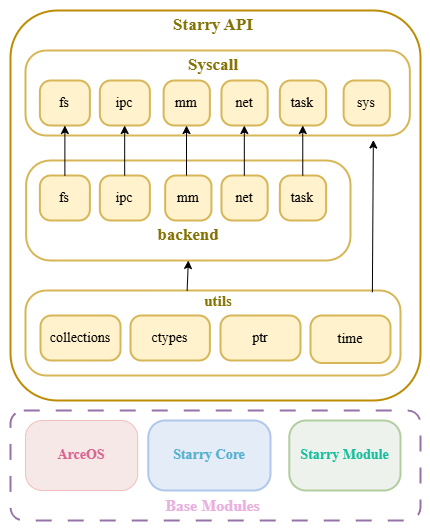 Starry API
Syscall
fs ipc mm net task sys
fs ipc mm net task
backend
utils
collections ctypes ptr time
ArceOS Starry Core Starry Module
Base Modules